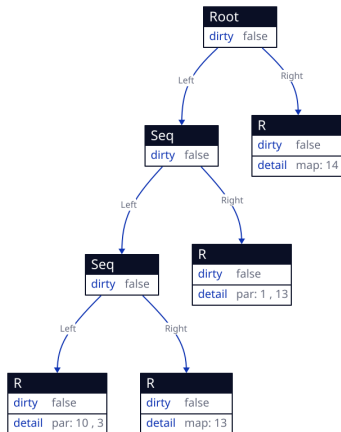 Root
dirty false
Left
Right
Seq
dirty false
R
dirty false
detail map: 14
Left
Right
Seq
dirty false
R
dirty false
detail par: 1 , 13
Left
Right
R
dirty false
detail par: 10 , 3
R
dirty false
detail map: 13